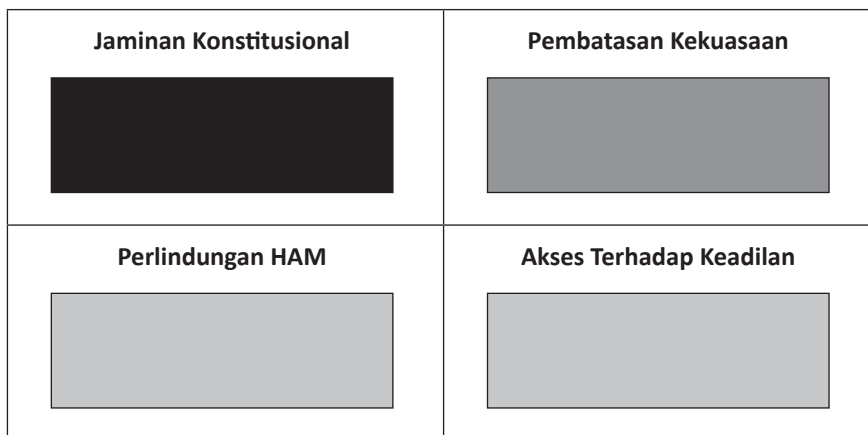 Jaminan Konstitusional
Pembatasan Kekuasaan
Perlindungan HAM
Akses Terhadap Keadilan